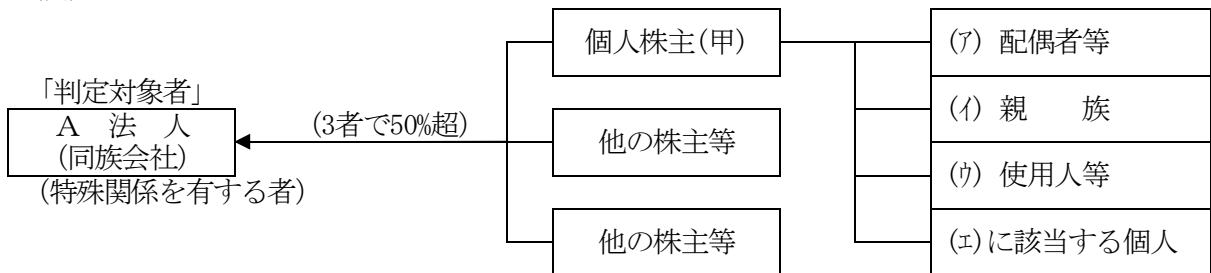 個人株主(甲)
(ｱ) 配偶者等
「判定対象者」
A 法 人
(同族会社)
(3者で50%超)
他の株主等
(ｲ) 親 族
(特殊関係を有する者)
(ｳ) 使用人等
他の株主等
(ｴ)に該当する個人